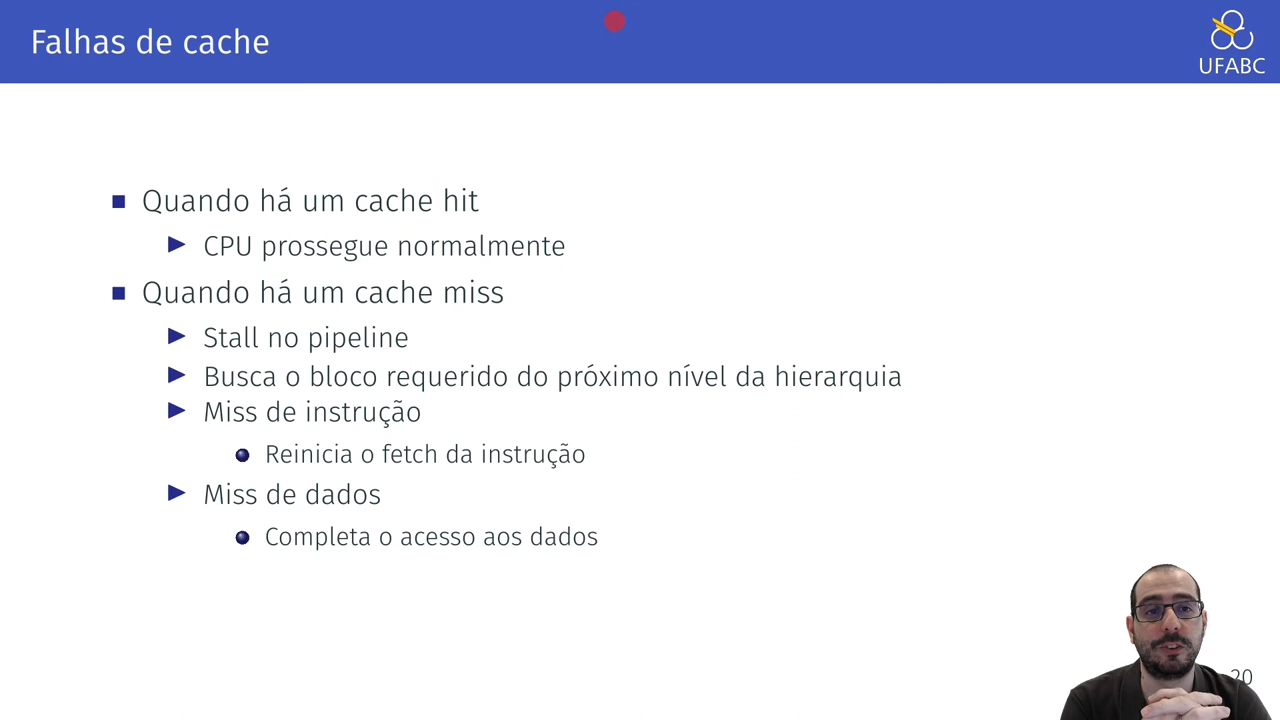 Falhas de cache
UFABC
Quando há um cache hit
CPU prossegue normalmente
Quando há um cache miss
Stall no pipeline
Busca o bloco requerido do próximo nível da hierarquia
Miss de instrução
Reinicia o fetch da instrução
Miss de dados
Completa o acesso aos dados
20